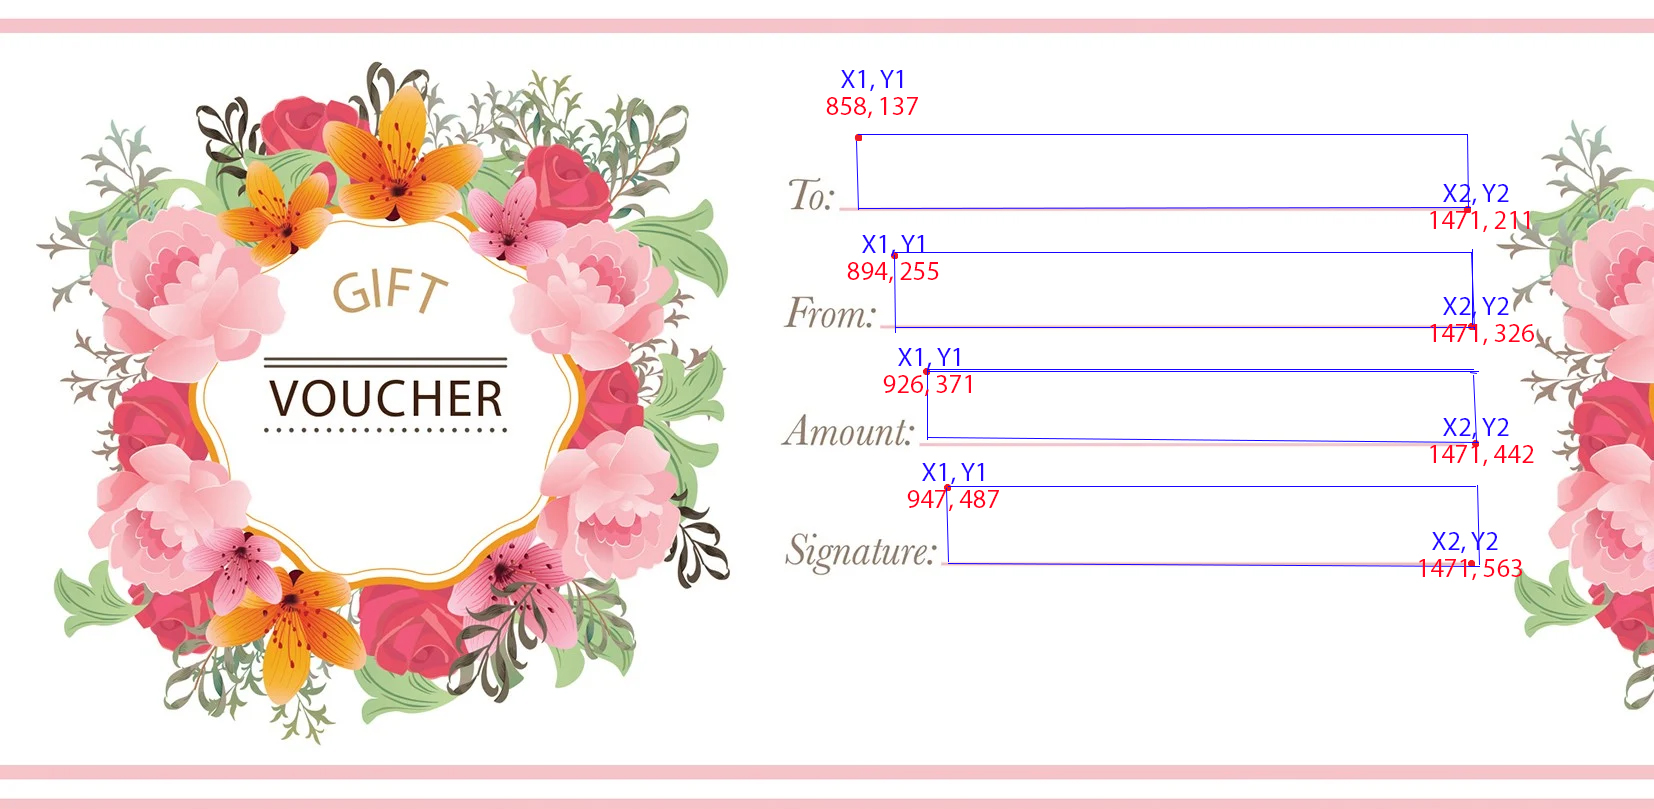 GIFT
VOUCHER
X1, Y1
858, 137
To:
X2, Y2
1471, 211
X1, Y1
894, 255
From:
X2, Y2
1471, 326
X1, Y1
926, 371
Amount:
X2, Y2
1471, 442
X1, Y1
947, 487
Signature:
X2, Y2
1471, 563